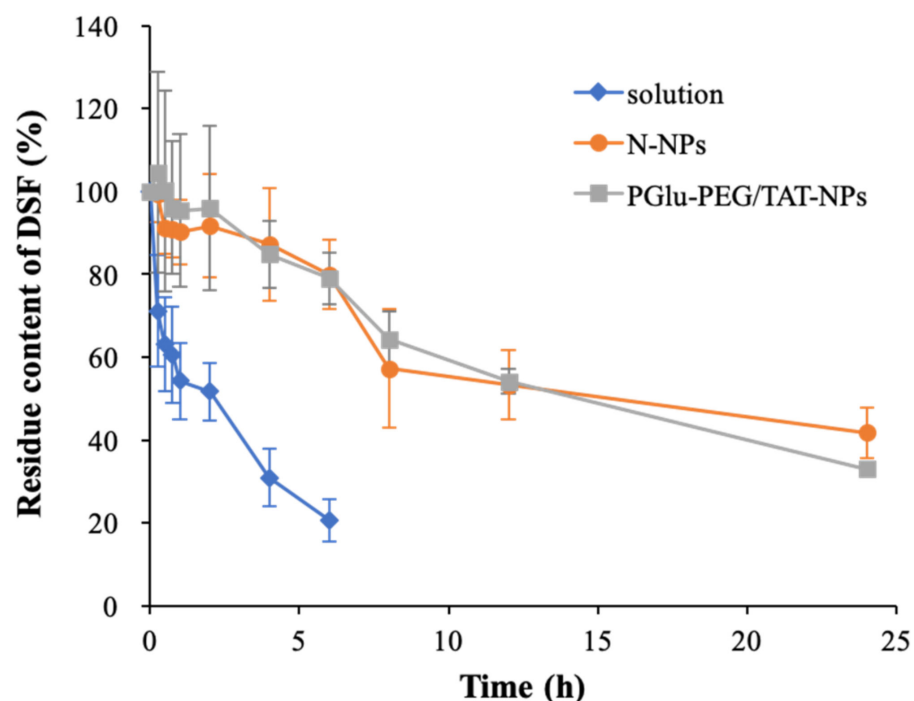 140
120
100
80
60
40
20
0
Residue content of DSF (%)
solution
N-NPs
PGlu-PEG/TAT-NPs
0 5 10 15 20 25
Time (h)